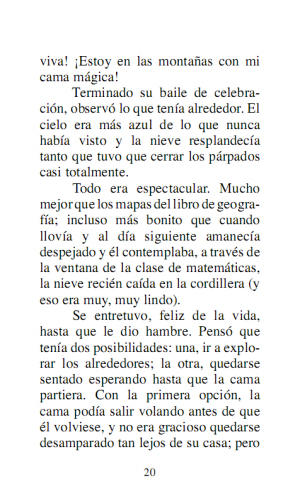 viva! ¡Estoy en las montañas con mi
cama mágica!
Terminado su baile de celebra-
ción, observó lo que tenía alrededor. El
cielo era más azul de lo que nunca
había visto y la nieve resplandecía
tanto que tuvo que cerrar los párpados
casi totalmente.
Todo era espectacular. Mucho
mejor que los mapas del libro de geogra-
fía; incluso más bonito que cuando
llovía y al día siguiente amanecía
despejado y él contemplaba, a través de
la ventana de la clase de matemáticas,
la nieve recién caída en la cordillera (y
eso era muy, muy lindo).
Se entretuvo, feliz de la vida,
hasta que le dio hambre. Pensó que
tenía dos posibilidades: una, ir a explo-
rar los alrededores; la otra, quedarse
sentado esperando hasta que la cama
partiera. Con la primera opción, la
cama podía salir volando antes de que
él volviese, y no era gracioso quedarse
desamparado tan lejos de su casa; pero
20